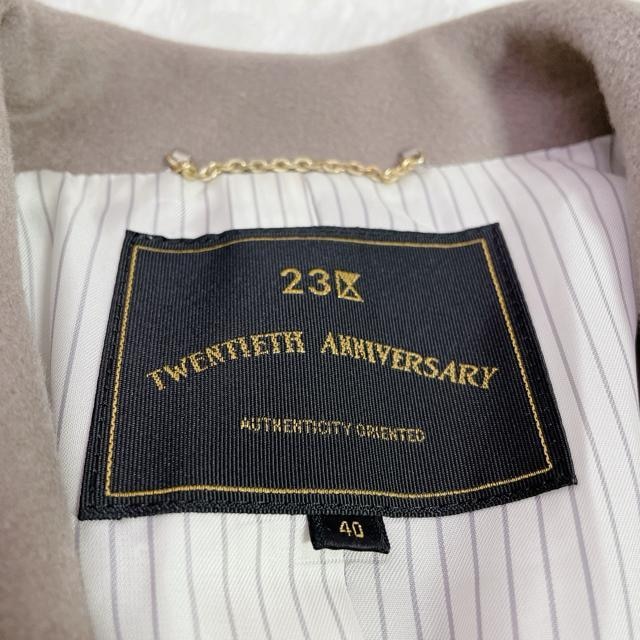 23区
TWENTIETH ANNIVERSARY
AUTHENTICITY ORIENTED
40